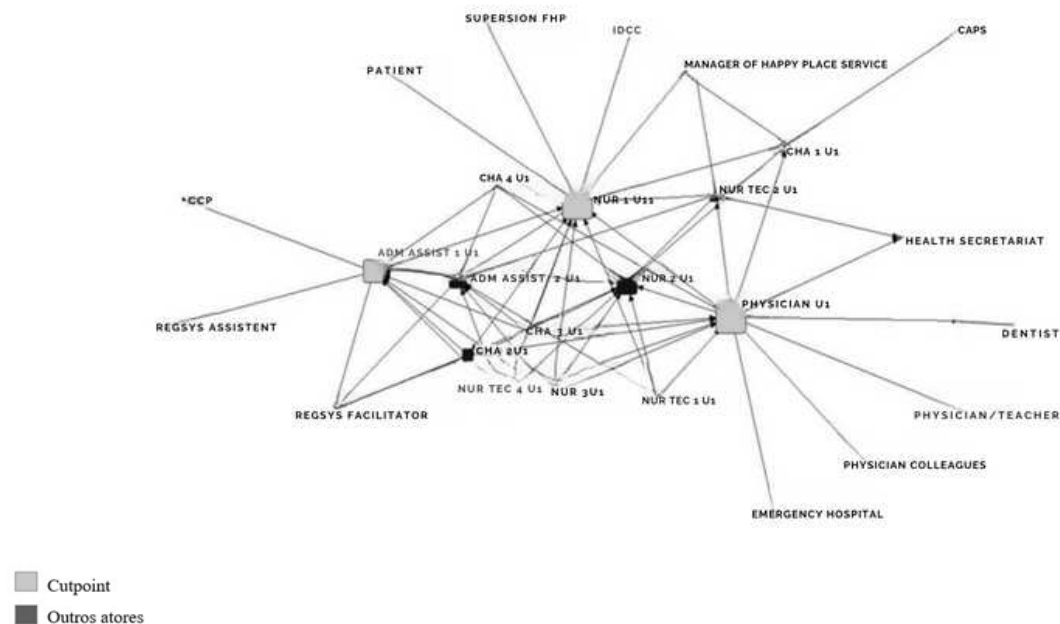 SUPERSION FHP
IDCC
CAPS
PATIENT
MANAGER OF HAPPY PLACE SERVICE
CHA 1 U1
CHA 4 U1
NUR TEC 2 U1
*CCP
NUR 1 U11
HEALTH SECRETARIAT
ADM ASSIST 1 U1
ADM ASSIST 2 U1
NUR 2 U1
PHYSICIAN U1
REGSYS ASSISTENT
CHA 3 U1
DENTIST
CHA 2U1
NUR TEC 4 U1
NUR 3U1
NUR TEC 1 U1
REGSYS FACILITATOR
PHYSICIAN/TEACHER
PHYSICIAN COLLEAGUES
EMERGENCY HOSPITAL
Cutpoint
Outros atores